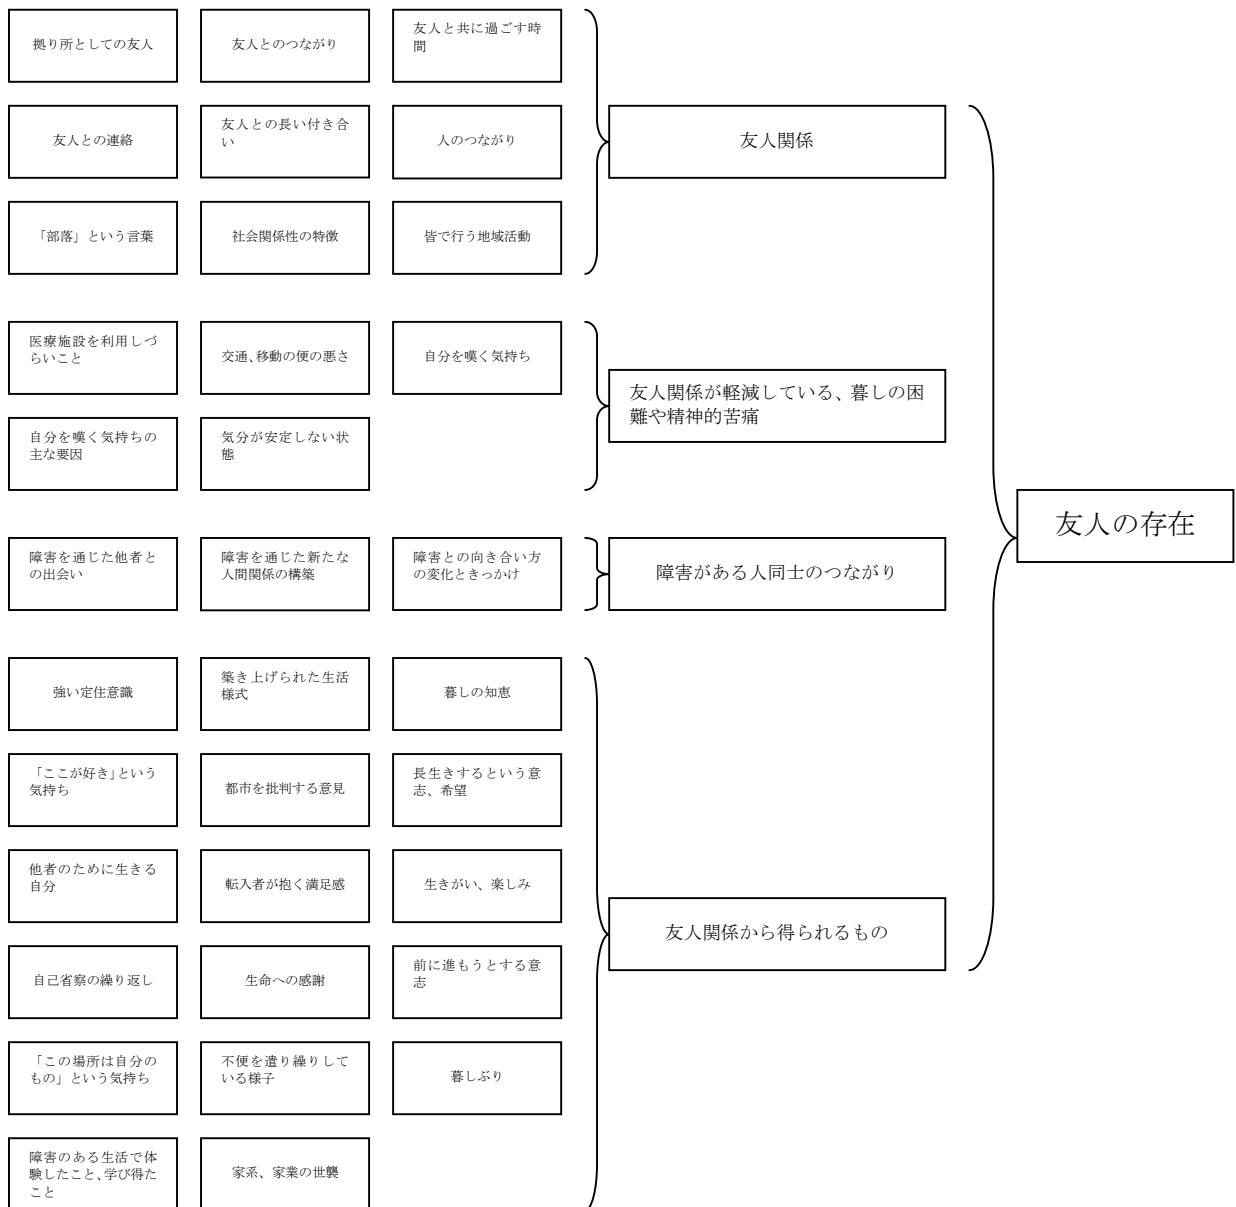 拠り所としての友人
友人とのつながり
友人と共に過ごす時
間
友人との連絡
友人との長い付き合
い
人のつながり
「部落」という言葉
社会関係性の特徴
皆で行う地域活動
友人関係
医療施設を利用しづ
らいこと
交通、移動の便の悪さ
自分を嘆く気持ち
自分を嘆く気持ちの
主な要因
気分が安定しない状
態
友人関係が軽減している、暮しの困
難や精神的苦痛
障害を通じた他者と
の出会い
障害を通じた新たな
人間関係の構築
障害との向き合い方
の変化ときっかけ
障害がある人同士のつながり
強い定住意識
築き上げられた生活
様式
暮しの知恵
「ここが好き」という
気持ち
都市を批判する意見
長生きするという意
志、希望
他者のために生きる
自分
転入者が抱く満足感
生きがい、楽しみ
自己省察の繰り返し
生命への感謝
前に進もうとする意
志
「この場所は自分の
もの」という気持ち
不便を遣り繰りして
いる様子
暮しぶり
障害のある生活で体
験したこと、学び得た
こと
家系、家業の世襲
友人関係から得られるもの
友人の存在